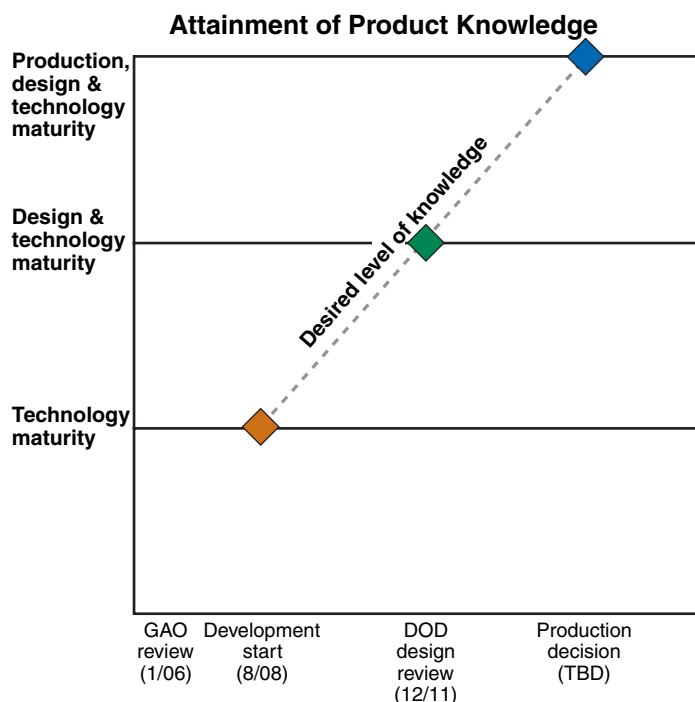 Attainment of Product Knowledge
Production,
design &
technology
maturity
Design &
technology
maturity
Technology
maturity
Desired level of knowledge
GAO
review
(1/06)
Development
start
(8/08)
DOD
design
review
(12/11)
Production
decision
(TBD)